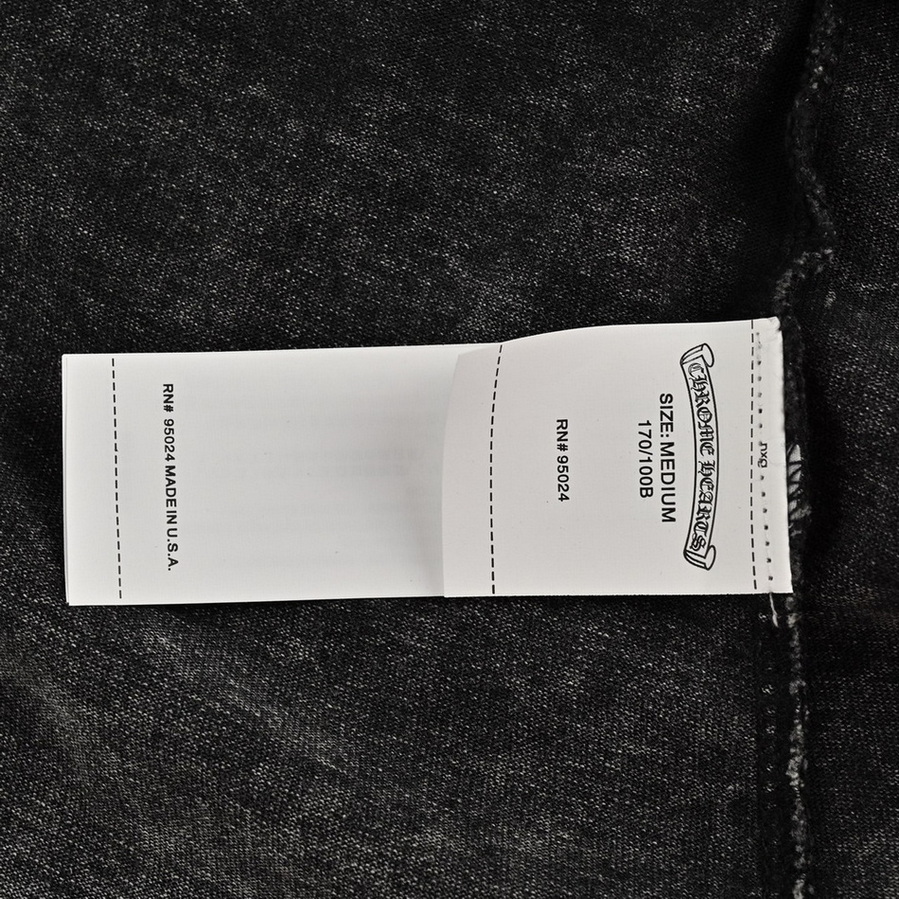 CHROME HEARTS
SIZE: MEDIUM
170/100B
RN# 95024
RN# 95024 MADE IN U.S.A.